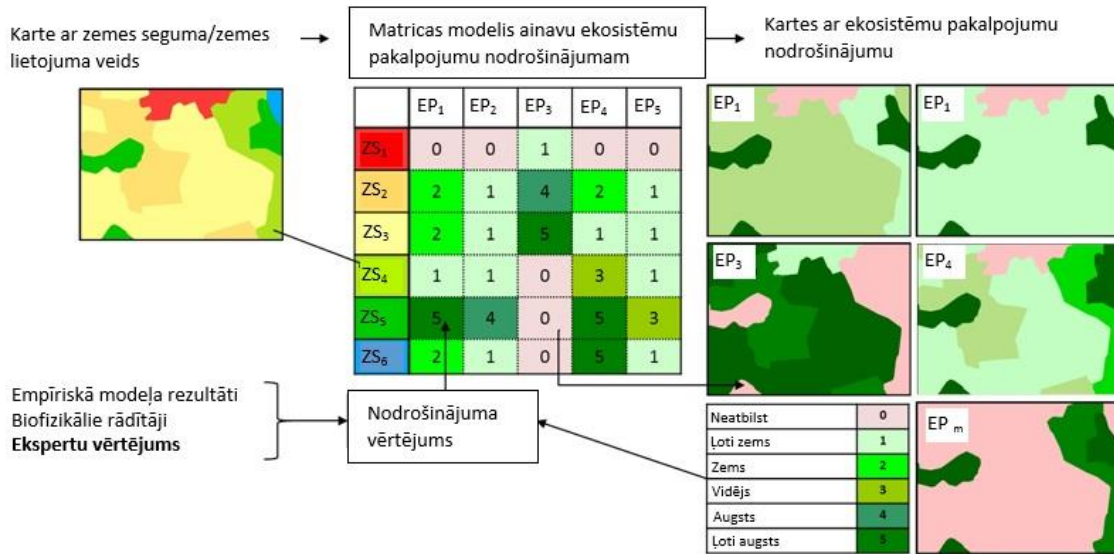 Karte ar zemes seguma/zemes
lietojuma veids
Matricas modelis ainavu ekosistēmu
pakalpojumu nodrošinājumam
Kartes ar ekosistēmu pakalpojumu
nodrošinājumu
EP₁ EP₂ EP₃ EP₄ EP₅
ZS₁ 0 0 1 0 0
ZS₂ 2 1 4 2 1
ZS₃ 2 1 5 1 1
ZS₄ 1 1 0 3 1
ZS₅ 5 4 0 5 3
ZS₆ 2 1 0 5 1
EP₁ EP₁
EP₃ EP₄
EP m
Empīriskā modeļa rezultāti
Biofizikālie rādītāji
Ekspertu vērtējums
Nodrošinājuma
vērtējums
Neatbilst 0
Ļoti zems 1
Zems 2
Vidējs 3
Augsts 4
Ļoti augsts 5